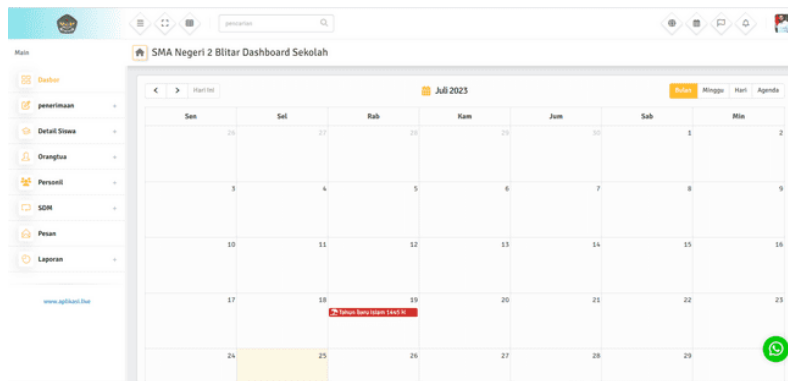 pencarian
Main
SMA Negeri 2 Blitar Dashboard Sekolah
Dasbor
penerimaan +
Detail Siswa +
Orangtua +
Personil +
SDM +
Pesan
Laporan +
www.aplikasi.live
Hari Ini
Juli 2023
Bulan Minggu Hari Agenda
Sen Sel Rab Kam Jum Sab Min
26 27 28 29 30 1 2
3 4 5 6 7 8 9
10 11 12 13 14 15 16
17 18 19 20 21 22 23
Tahun Baru Islam 1445 H
24 25 26 27 28 29